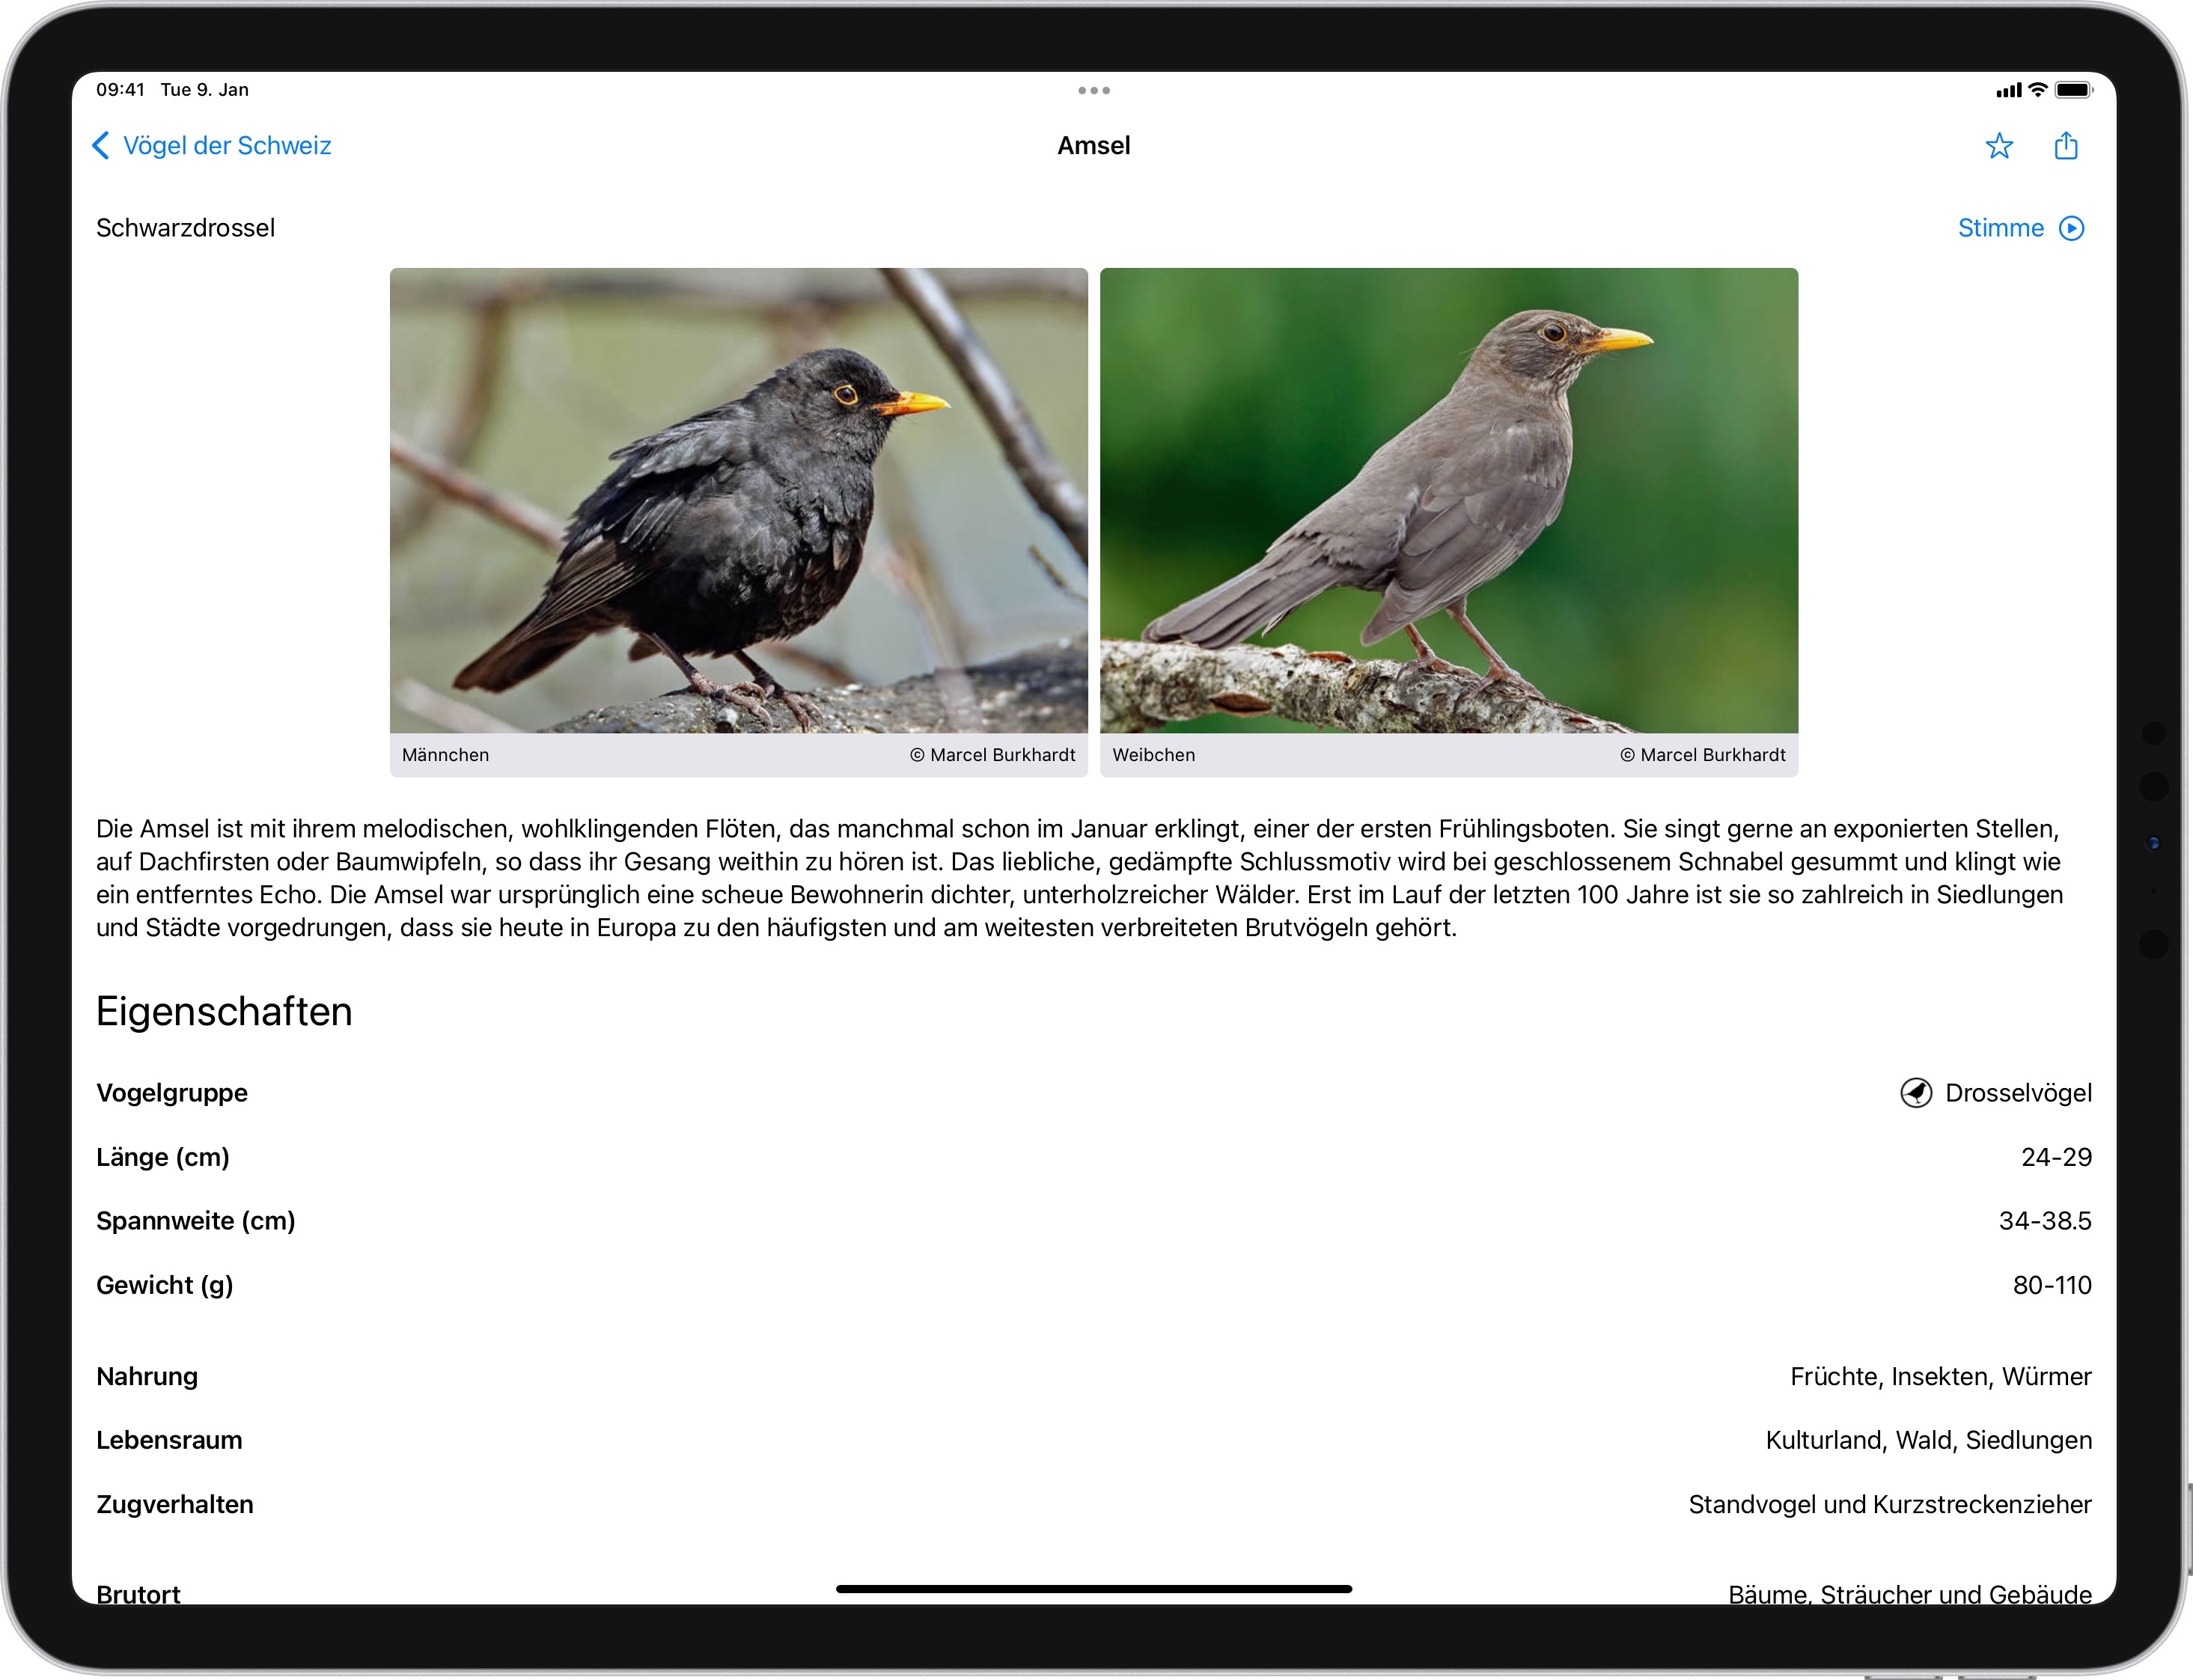 09:41 Tue 9. Jan
Vögel der Schweiz
Amsel
Schwarzdrossel
Stimme
Männchen
© Marcel Burkhardt
Weibchen
© Marcel Burkhardt
Die Amsel ist mit ihrem melodischen, wohlklingenden Flöten, das manchmal schon im Januar erklingt, einer der ersten Frühlingsboten. Sie singt gerne an exponierten Stellen,
auf Dachfirsten oder Baumwipfeln, so dass ihr Gesang weithin zu hören ist. Das liebliche, gedämpfte Schlussmotiv wird bei geschlossenem Schnabel gesummt und klingt wie
ein entferntes Echo. Die Amsel war ursprünglich eine scheue Bewohnerin dichter, unterholzreicher Wälder. Erst im Lauf der letzten 100 Jahre ist sie so zahlreich in Siedlungen
und Städte vorgedrungen, dass sie heute in Europa zu den häufigsten und am weitesten verbreiteten Brutvögeln gehört.
Eigenschaften
Vogelgruppe Drosselvögel
Länge (cm) 24-29
Spannweite (cm) 34-38.5
Gewicht (g) 80-110
Nahrung Früchte, Insekten, Würmer
Lebensraum Kulturland, Wald, Siedlungen
Zugverhalten Standvogel und Kurzstreckenzieher
Brutort Bäume, Sträucher und Gebäude